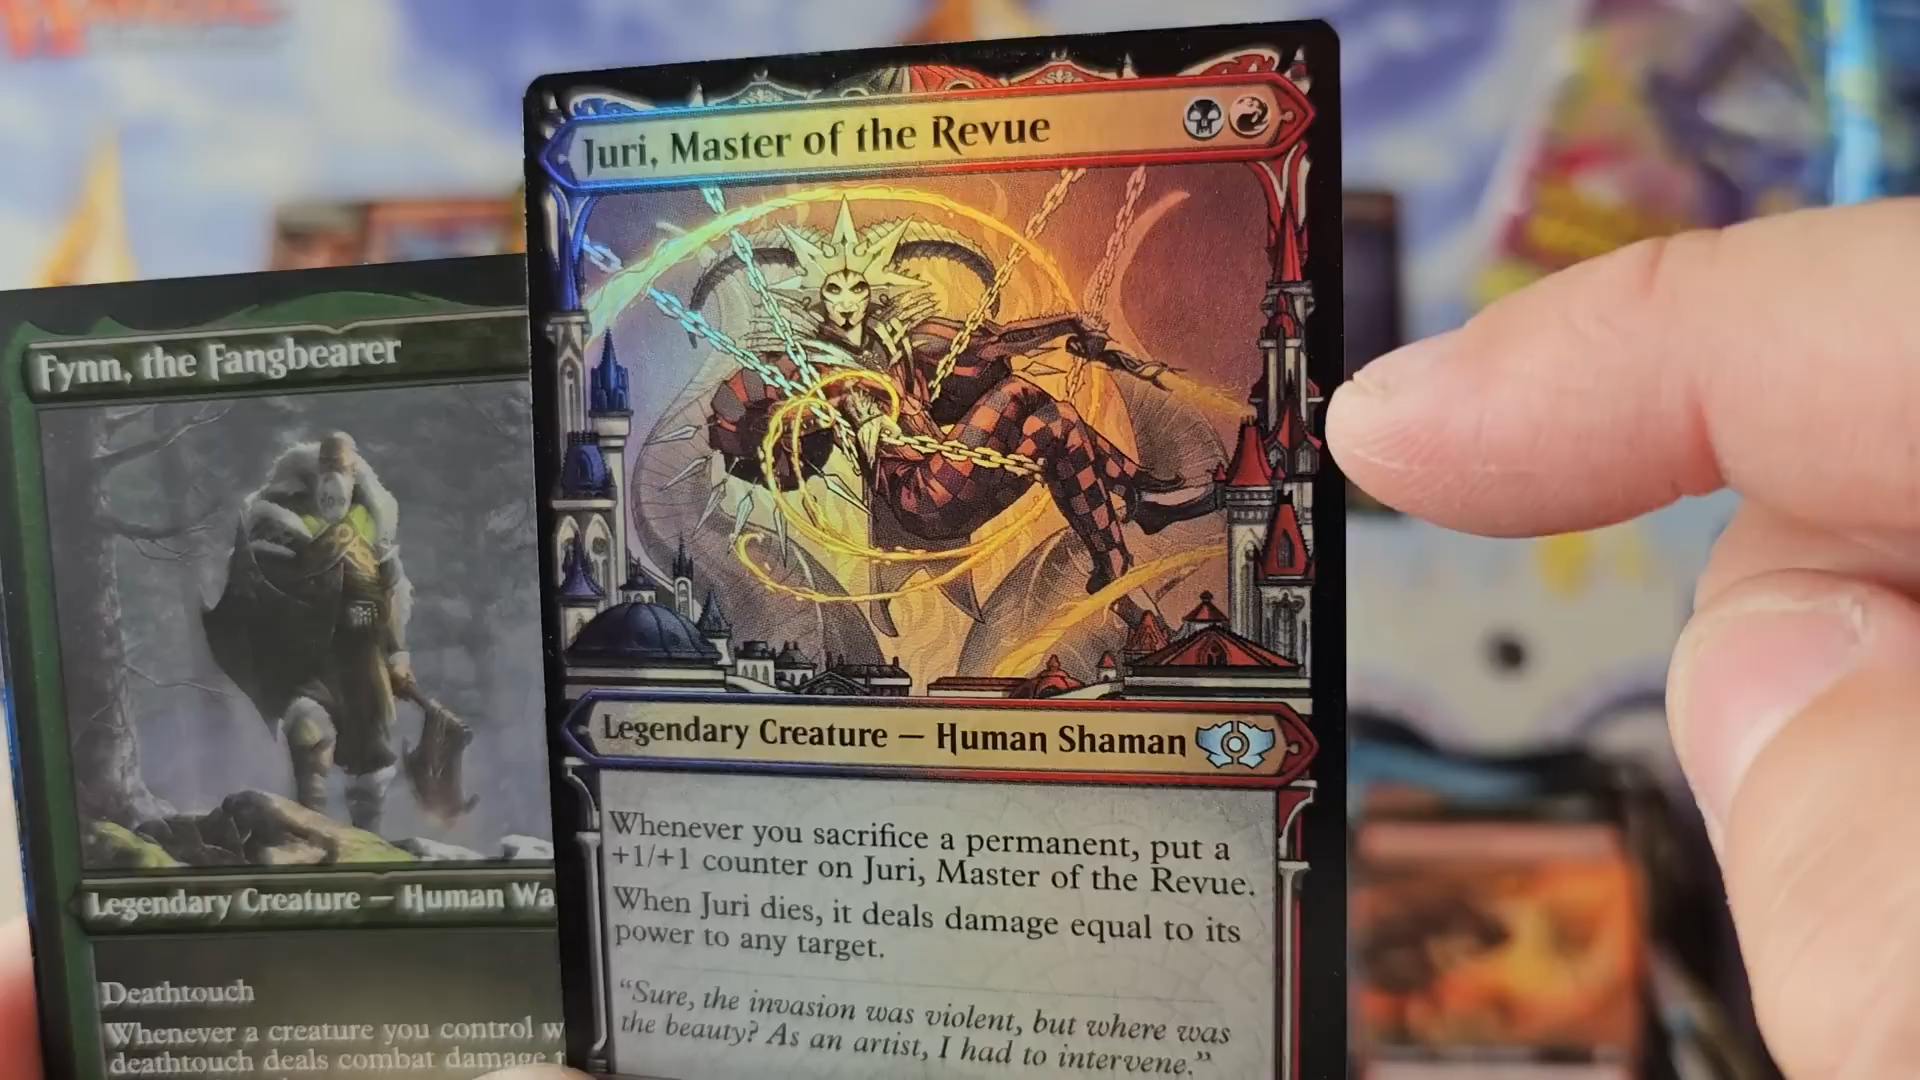 Juri, Master of the Revue
Legendary Creature — Human Shaman
Whenever you sacrifice a permanent, put a
+1/+1 counter on Juri, Master of the Revue.
When Juri dies, it deals damage equal to its
power to any target.
“Sure, the invasion was violent, but where was
the beauty? As an artist, I had to intervene.”
Fynn, the Fangbearer
Legendary Creature — Human Wa
Deathtouch
Whenever a creature you control w
deathtouch deals combat damage